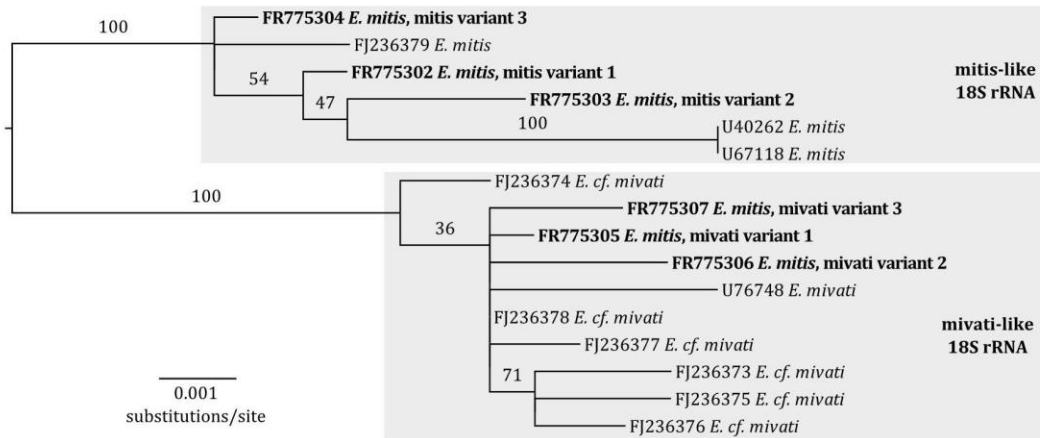 FR775304 E. mitis, mitis variant 3
100
FJ236379 E. mitis
54
FR775302 E. mitis, mitis variant 1
mitis-like
18S rRNA
47
FR775303 E. mitis, mitis variant 2
100
U40262 E. mitis
U67118 E. mitis
FJ236374 E. cf. mivati
100
FR775307 E. mitis, mivati variant 3
36
FR775305 E. mitis, mivati variant 1
FR775306 E. mitis, mivati variant 2
U76748 E. mivati
FJ236378 E. cf. mivati
mivati-like
18S rRNA
FJ236377 E. cf. mivati
71
FJ236373 E. cf. mivati
FJ236375 E. cf. mivati
FJ236376 E. cf. mivati
0.001
substitutions/site